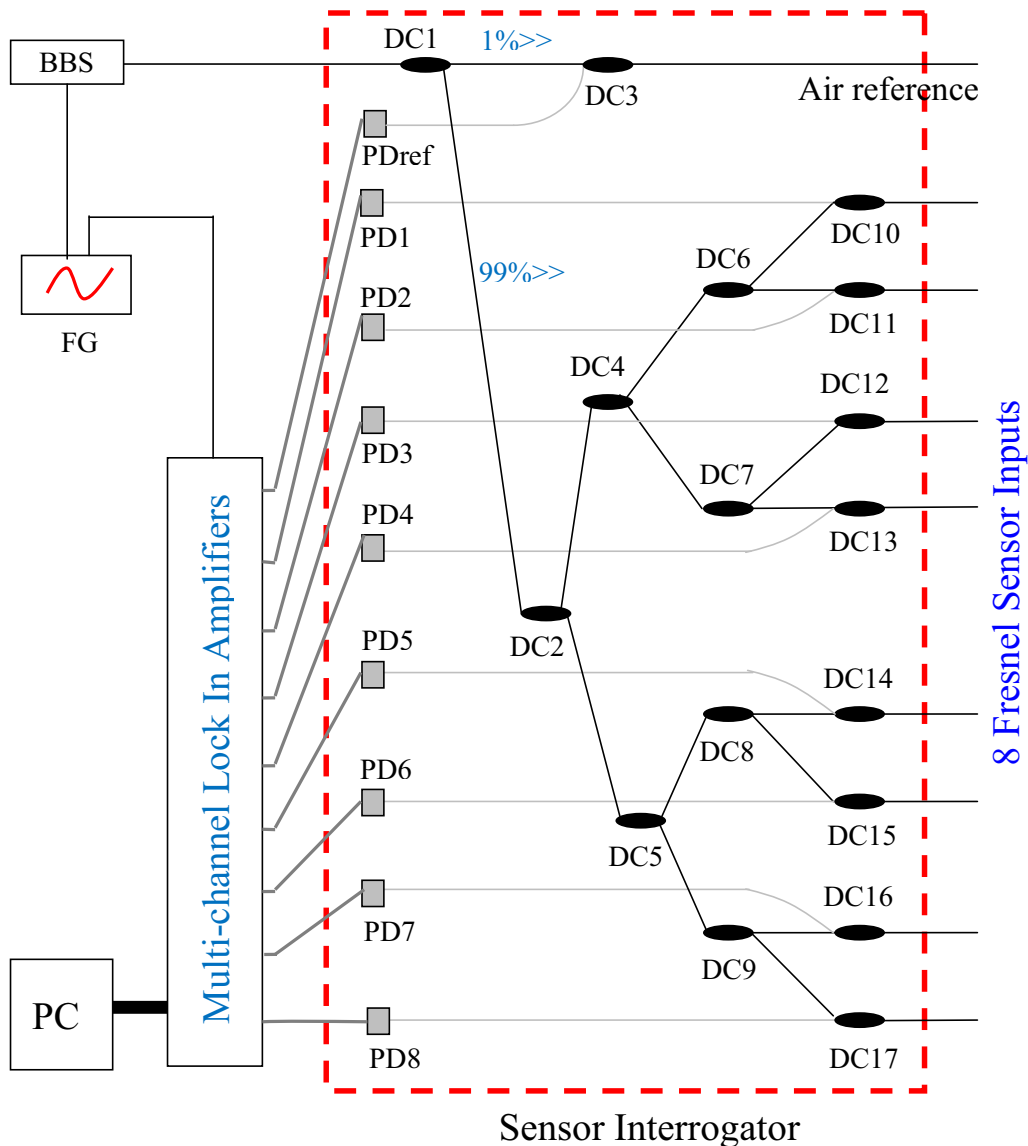 DC1
1%>>
BBS
DC3
Air reference
PDref
PD1
DC10
DC6
99%>>
PD2
DC11
FG
DC4
DC12
PD3
DC7
PD4
DC13
8 Fresnel Sensor Inputs
Multi-channel Lock In Amplifiers
DC2
PD5
DC14
DC8
PD6
DC15
DC5
DC16
PD7
DC9
PC
PD8
DC17
Sensor Interrogator